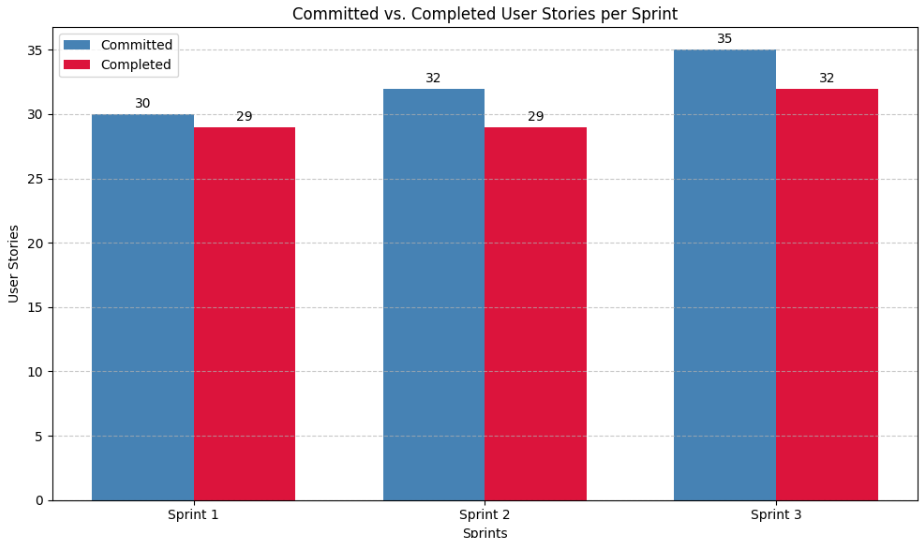 Committed vs. Completed User Stories per Sprint
Committed
Completed
User Stories
35
30
25
20
15
10
5
0
30
29
32
29
35
32
Sprint 1
Sprint 2
Sprint 3
Sprints